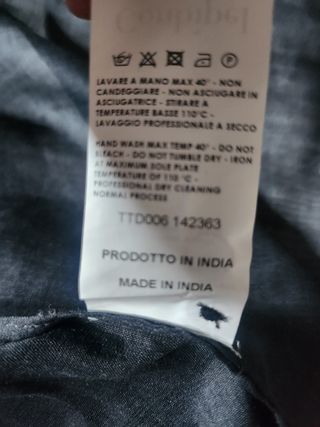 Conbipel
LAVARE A MANO MAX 40° - NON
CANDEGGIARE - NON ASCIUGARE IN
ASCIUGATRICE - STIRARE A
TEMPERATURE BASSE 110°C -
LAVAGGIO PROFESSIONALE A SECCO
HAND WASH MAX TEMP 40° - DO NOT
BLEACH - DO NOT TUMBLE DRY - IRON
AT MAXIMUM SOLE PLATE
TEMPERATURE OF 110 °C -
PROFESSIONAL DRY CLEANING
NORMAL PROCESS
TTD006 142363
PRODOTTO IN INDIA
MADE IN INDIA